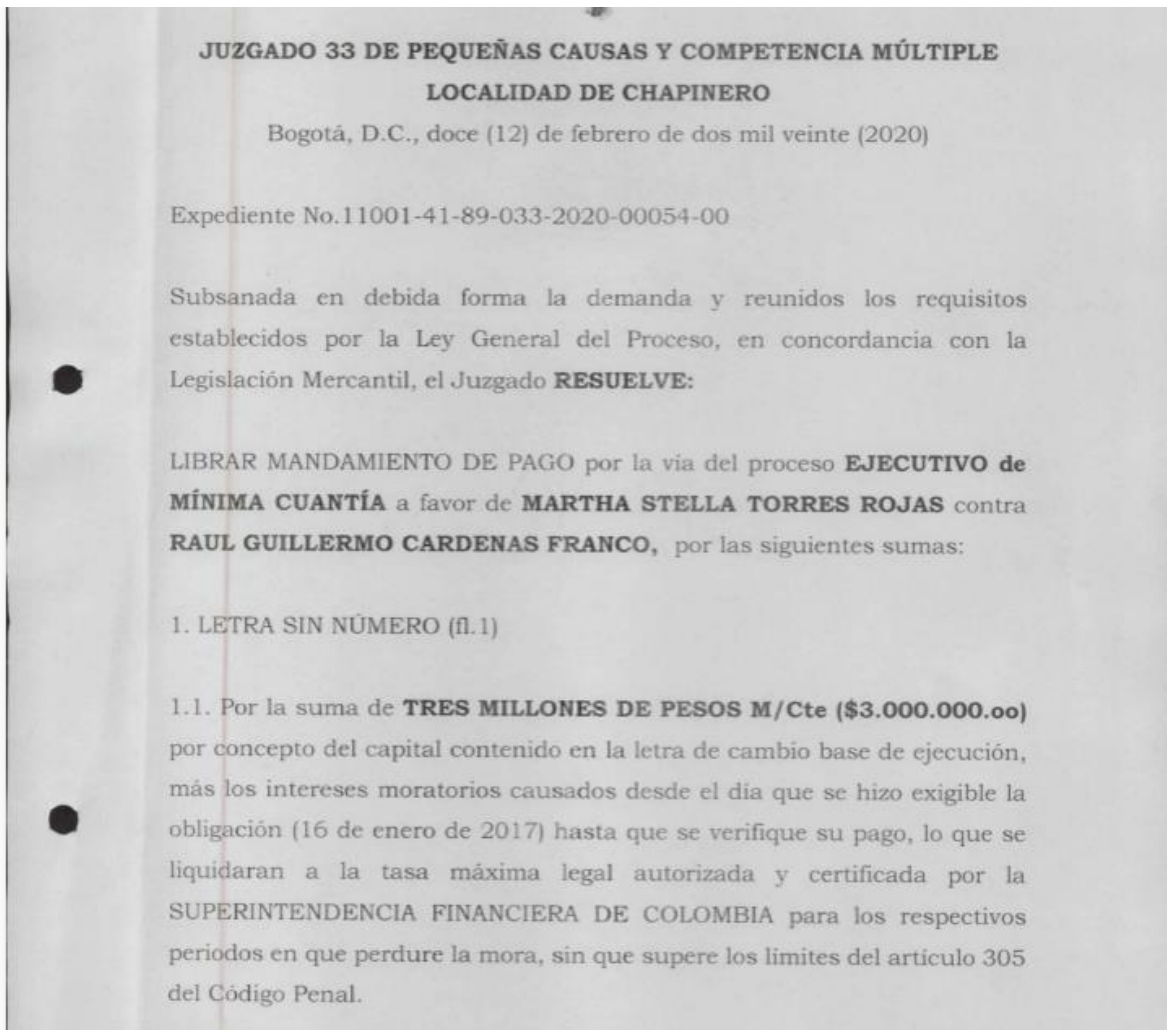 JUZGADO 33 DE PEQUEÑAS CAUSAS Y COMPETENCIA MÚLTIPLE
LOCALIDAD DE CHAPINERO
Bogotá, D.C., doce (12) de febrero de dos mil veinte (2020)
Expediente No.11001-41-89-033-2020-00054-00
Subsanada en debida forma la demanda y reunidos los requisitos
establecidos por la Ley General del Proceso, en concordancia con la
Legislación Mercantil, el Juzgado RESUELVE:
LIBRAR MANDAMIENTO DE PAGO por la vía del proceso EJECUTIVO de
MÍNIMA CUANTÍA a favor de MARTHA STELLA TORRES ROJAS contra
RAUL GUILLERMO CARDENAS FRANCO, por las siguientes sumas:
1. LETRA SIN NÚMERO (fl.1)
1.1. Por la suma de TRES MILLONES DE PESOS M/Cte ($3.000.000.oo)
por concepto del capital contenido en la letra de cambio base de ejecución,
más los intereses moratorios causados desde el día que se hizo exigible la
obligación (16 de enero de 2017) hasta que se verifique su pago, lo que se
liquidaran a la tasa máxima legal autorizada y certificada por la
SUPERINTENDENCIA FINANCIERA DE COLOMBIA para los respectivos
periodos en que perdure la mora, sin que supere los límites del artículo 305
del Código Penal.